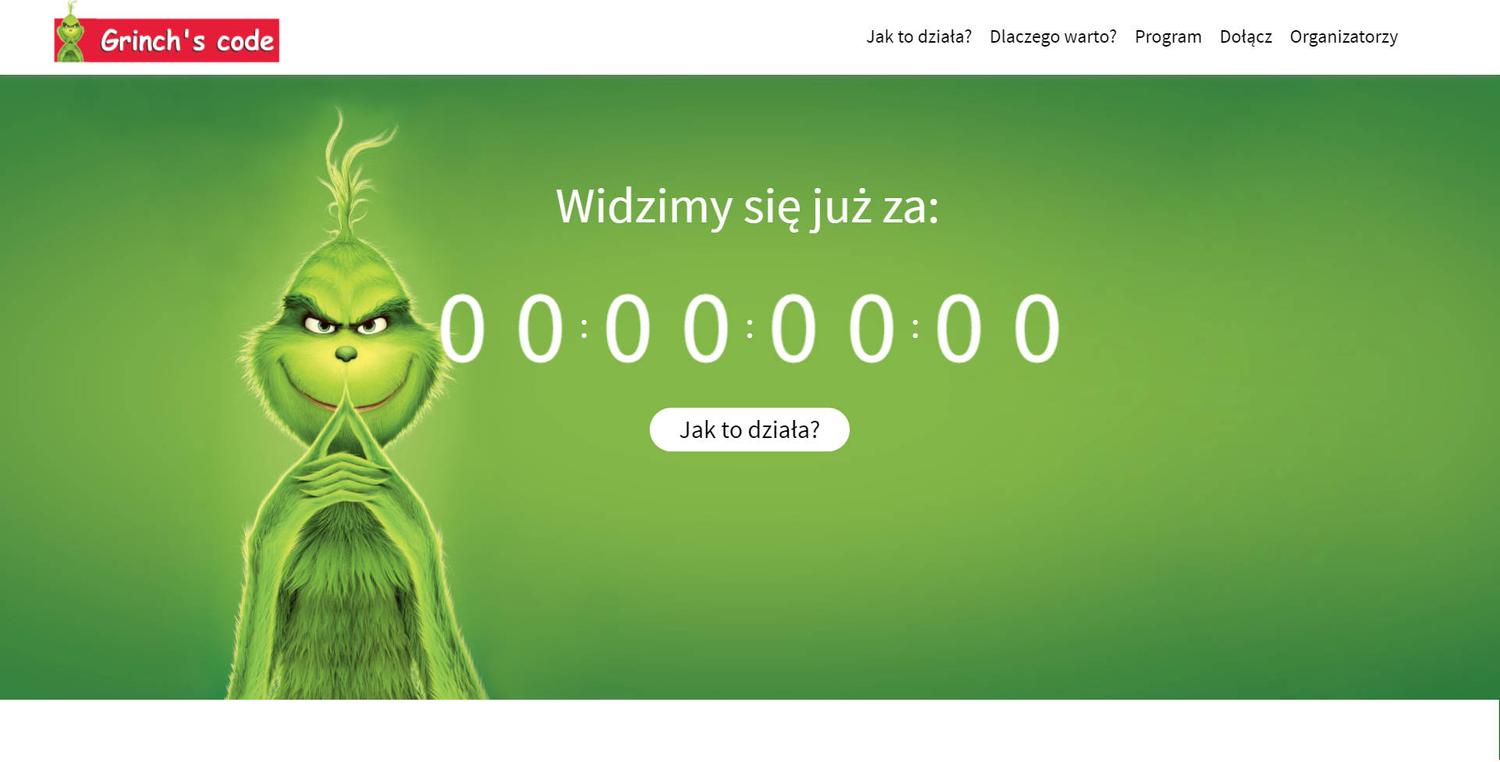 Grinch's code
Jak to działa? Dlaczego warto? Program Dołącz Organizatorzy
Widzimy się już za:
0 0 : 0 0 : 0 0 : 0 0
Jak to działa?